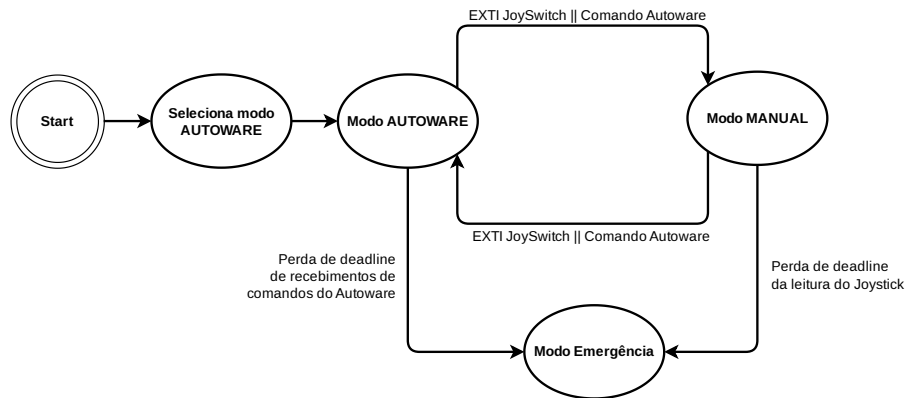 EXTI JoySwitch || Comando Autoware
Start
Seleciona modo
AUTOWARE
Modo AUTOWARE
Modo MANUAL
EXTI JoySwitch || Comando Autoware
Perda de deadline
de recebimentos de
comandos do Autoware
Perda de deadline
da leitura do Joystick
Modo Emergência